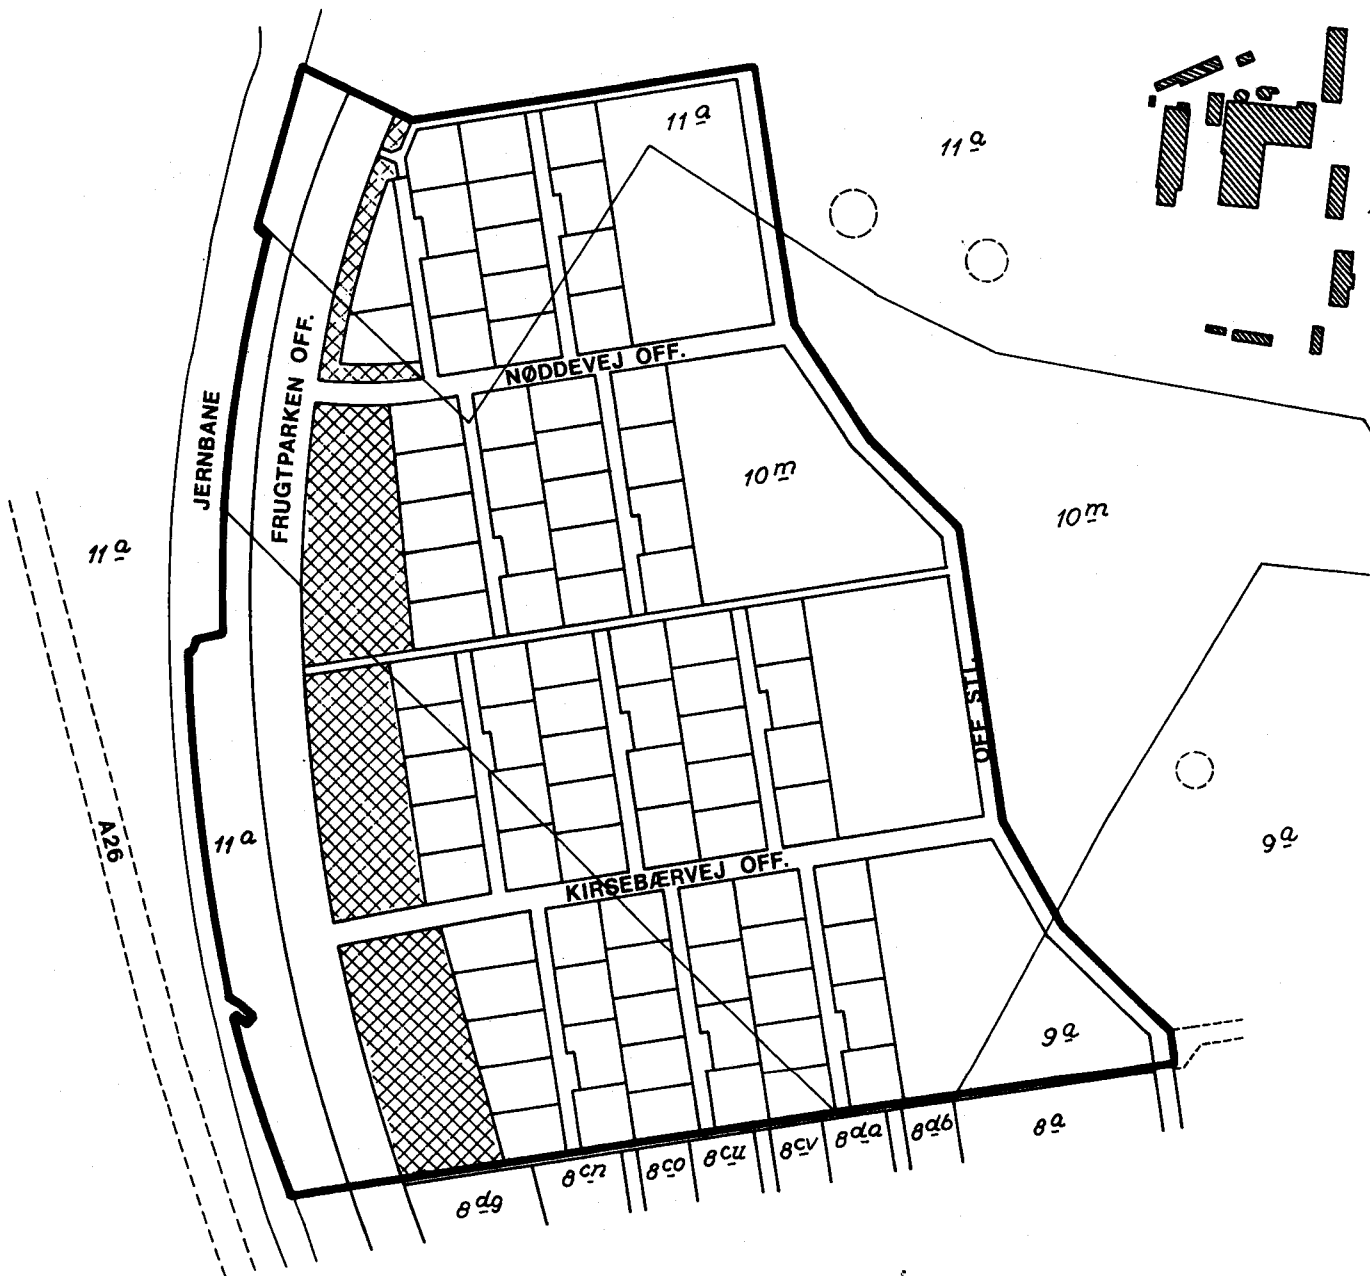 11a
11a
JERNBANE
FRUGTPARKEN OFF.
NØDDEVEJ OFF.
10m
10m
11a
A26
11a
OFF STI.
9a
KIRSEBÆRVEJ OFF.
9a
8dg
8cn
8co
8cu
8cv
8da
8db
8a